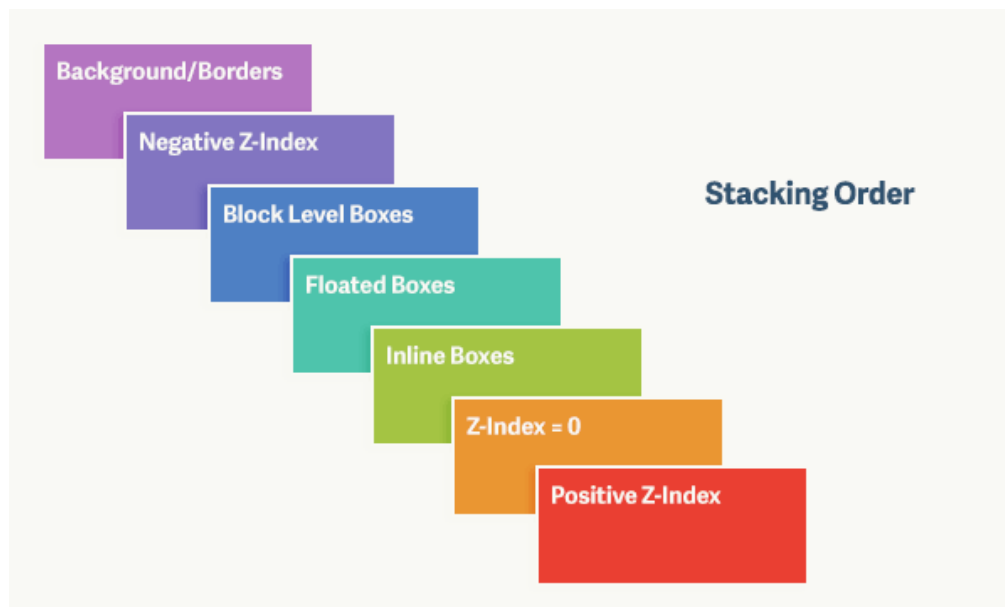 Background/Borders
Negative Z-Index
Stacking Order
Block Level Boxes
Floated Boxes
Inline Boxes
Z-Index = 0
Positive Z-Index